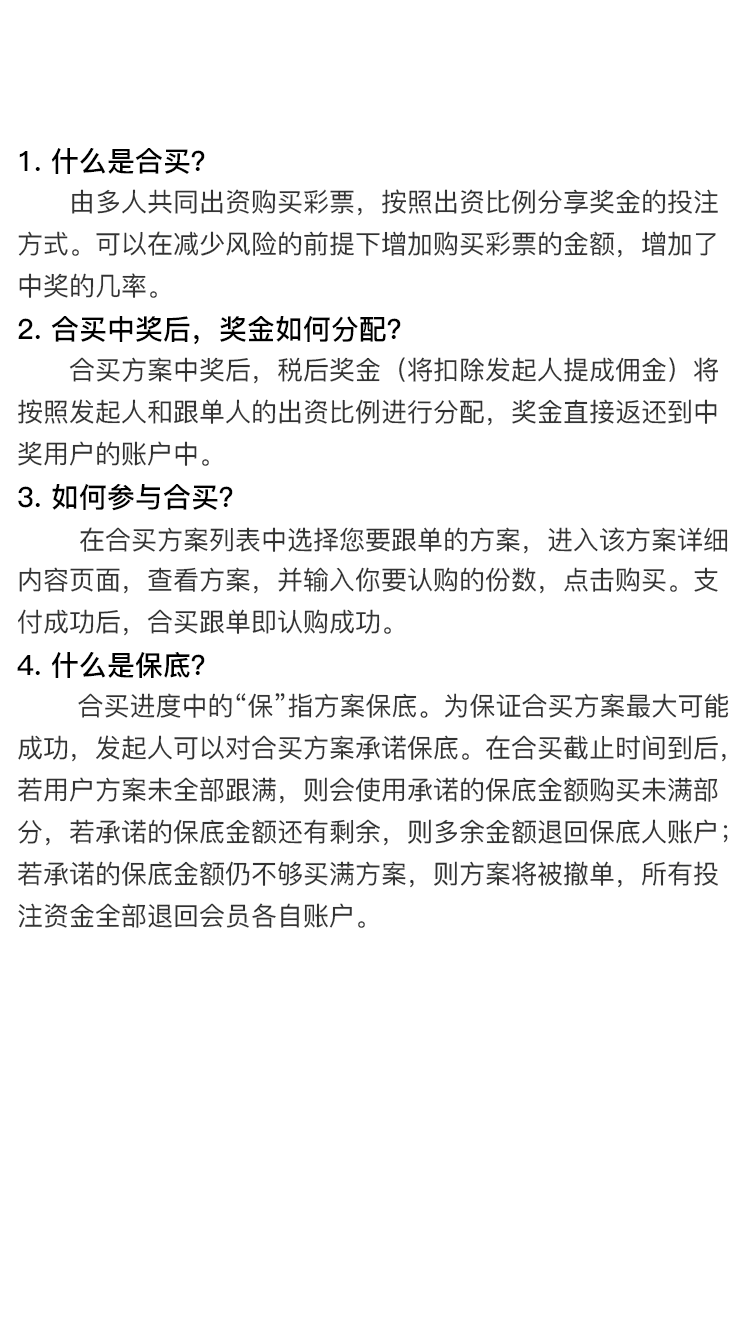 1. 什么是合买?
由多人共同出资购买彩票，按照出资比例分享奖金的投注
方式。可以在减少风险的前提下增加购买彩票的金额，增加了
中奖的几率。
2. 合买中奖后，奖金如何分配?
合买方案中奖后，税后奖金（将扣除发起人提成佣金）将
按照发起人和跟单人的出资比例进行分配，奖金直接返还到中
奖用户的账户中。
3. 如何参与合买?
在合买方案列表中选择您要跟单的方案，进入该方案详细
内容页面，查看方案，并输入你要认购的份数，点击购买。支
付成功后，合买跟单即认购成功。
4. 什么是保底?
合买进度中的“保”指方案保底。为保证合买方案最大可能
成功，发起人可以对合买方案承诺保底。在合买截止时间到后，
若用户方案未全部跟满，则会使用承诺的保底金额购买未满部
分，若承诺的保底金额还有剩余，则多余金额退回保底人账户；
若承诺的保底金额仍不够买满方案，则方案将被撤单，所有投
注资金全部退回会员各自账户。